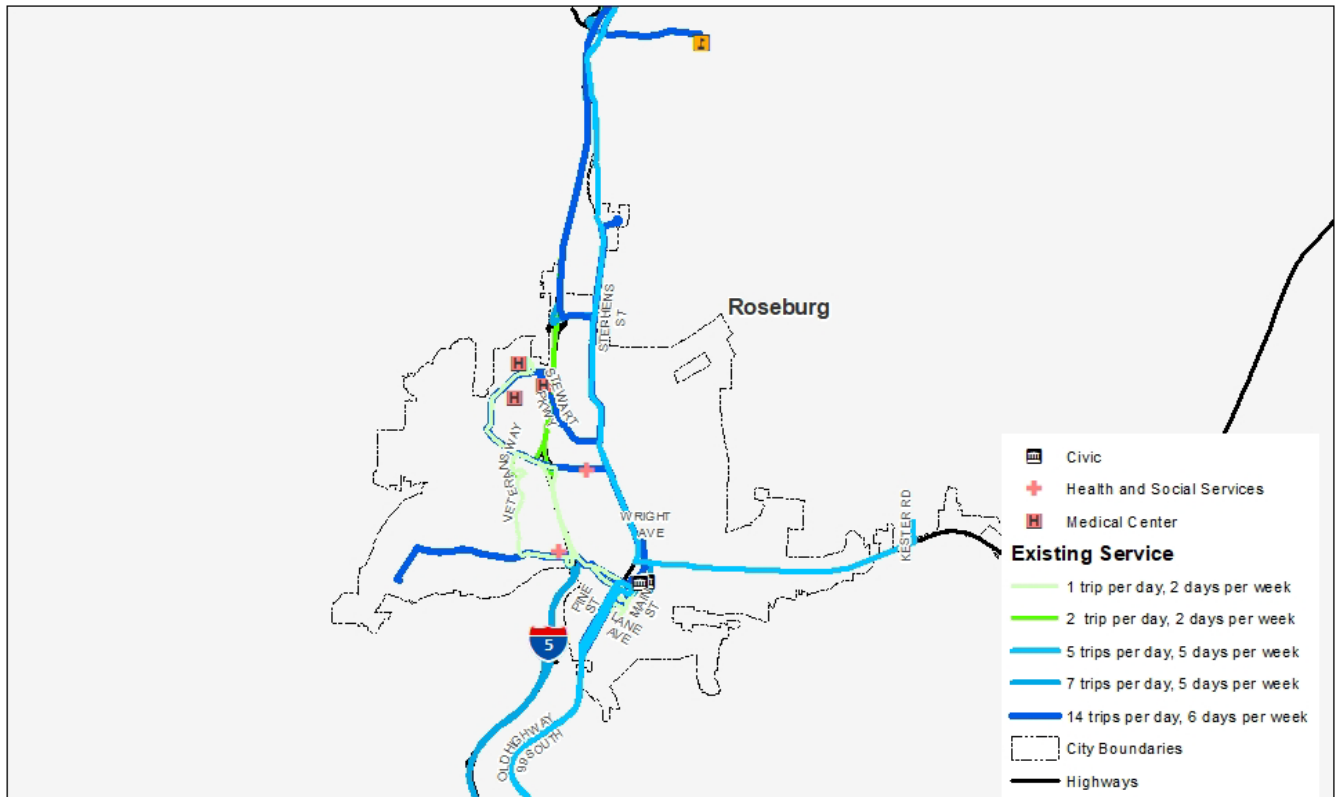 Roseburg
STEPHENS
ST
STEWART
PKWY
VETERANS WAY
WRIGHT
AVE
KESTER RD
PINE
ST
MAIN
ST
LANE
AVE
5
OLD HIGHWAY
99 SOUTH
H
H
H
Civic
Health and Social Services
H
Medical Center
Existing Service
1 trip per day, 2 days per week
2 trip per day, 2 days per week
5 trips per day, 5 days per week
7 trips per day, 5 days per week
14 trips per day, 6 days per week
City Boundaries
Highways